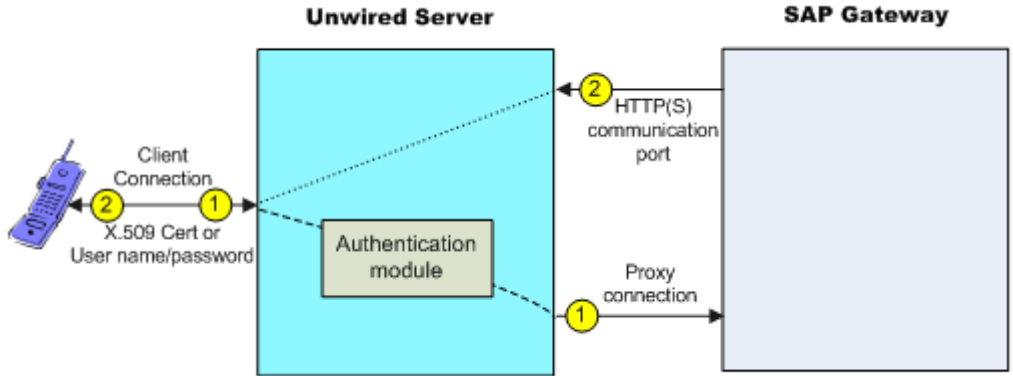 Unwired Server
SAP Gateway
2
HTTP(S)
communication
port
Client
Connection
2
1
X.509 Cert or
User name/password
Authentication
module
Proxy
connection
1